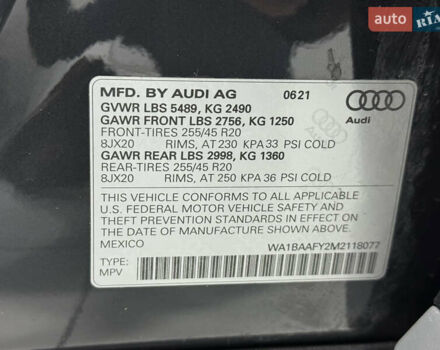 AUTO RIA
MFD. BY AUDI AG 06 21
GVWR LBS 5489, KG 2490
GAWR FRONT LBS 2756, KG 1250
FRONT-TIRES 255/45 R20
8JX20 RIMS, AT 230 KPA 33 PSI COLD
GAWR REAR LBS 2998, KG 1360
REAR-TIRES 255/45 R20
8JX20 RIMS, AT 250 KPA 36 PSI COLD
Audi
THIS VEHICLE CONFORMS TO ALL APPLICABLE
U.S. FEDERAL MOTOR VEHICLE SAFETY AND
THEFT PREVENTION STANDARDS IN EFFECT ON
THE DATE OF MANUFACTURE SHOWN ABOVE.
MEXICO
WA1BAAFY2M2118077
TYPE:
MPV